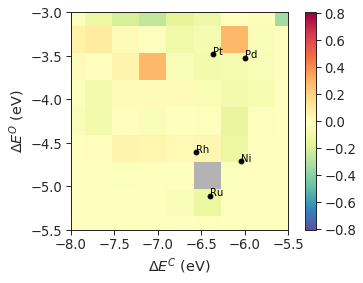 −3.0
−3.5
−4.0
−4.5
−5.0
−5.5
ΔE^O (eV)
Pt
Pd
Rh
Ni
Ru
−8.0 −7.5 −7.0 −6.5 −6.0 −5.5
ΔE^C (eV)
0.8
0.6
0.4
0.2
0.0
−0.2
−0.4
−0.6
−0.8